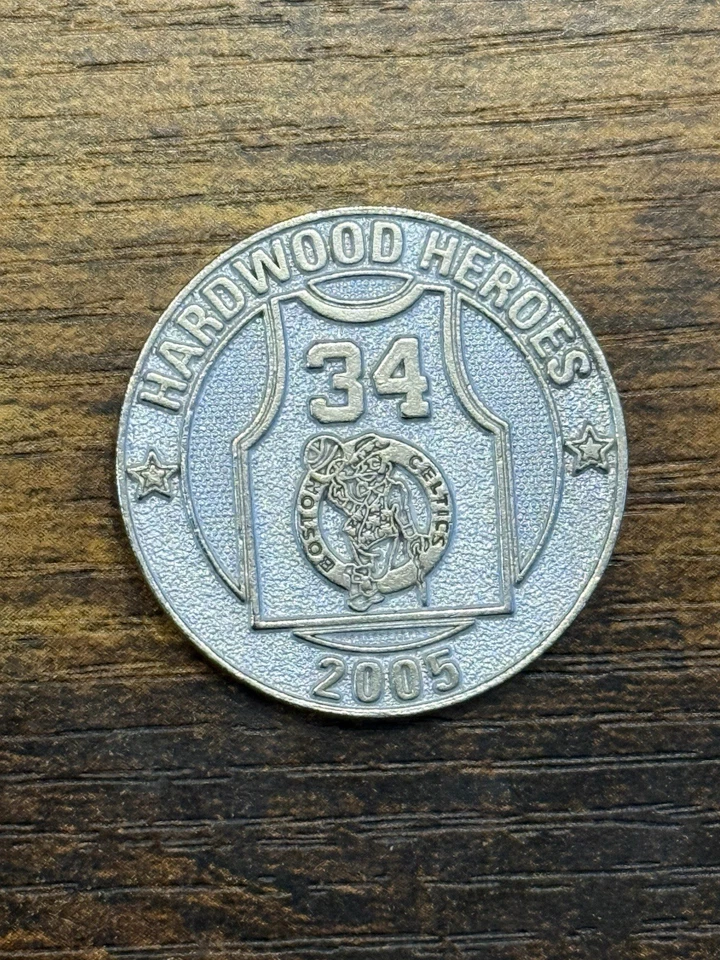 HARDWOOD HEROES
34
BOSTON CELTICS
2005